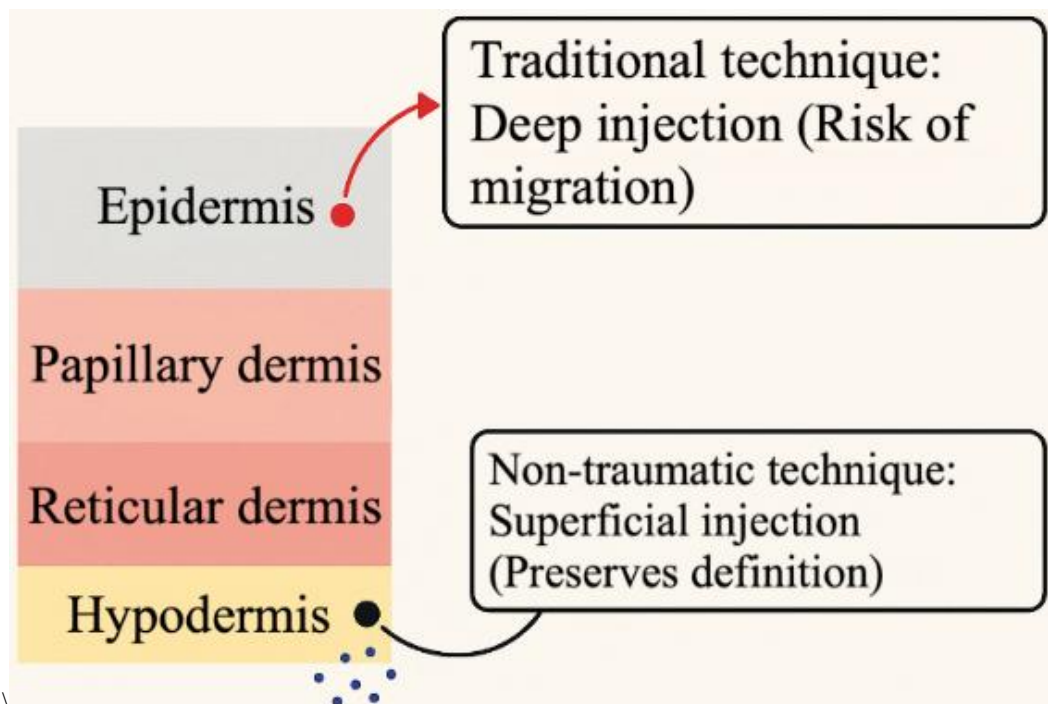 Traditional technique:
Deep injection (Risk of
migration)
Epidermis
Papillary dermis
Reticular dermis
Non-traumatic technique:
Superficial injection
(Preserves definition)
Hypodermis
\